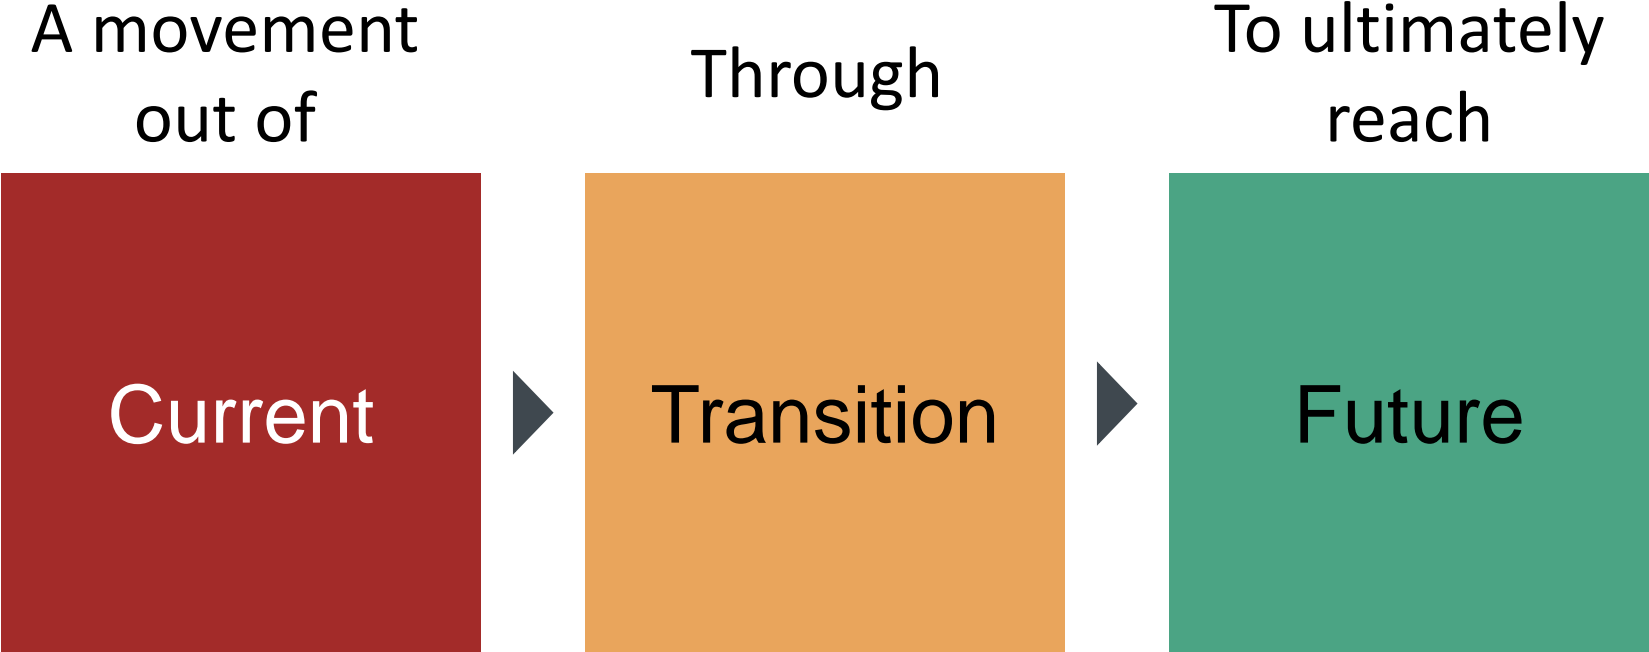 A movement
out of
Through
To ultimately
reach
Current
Transition
Future